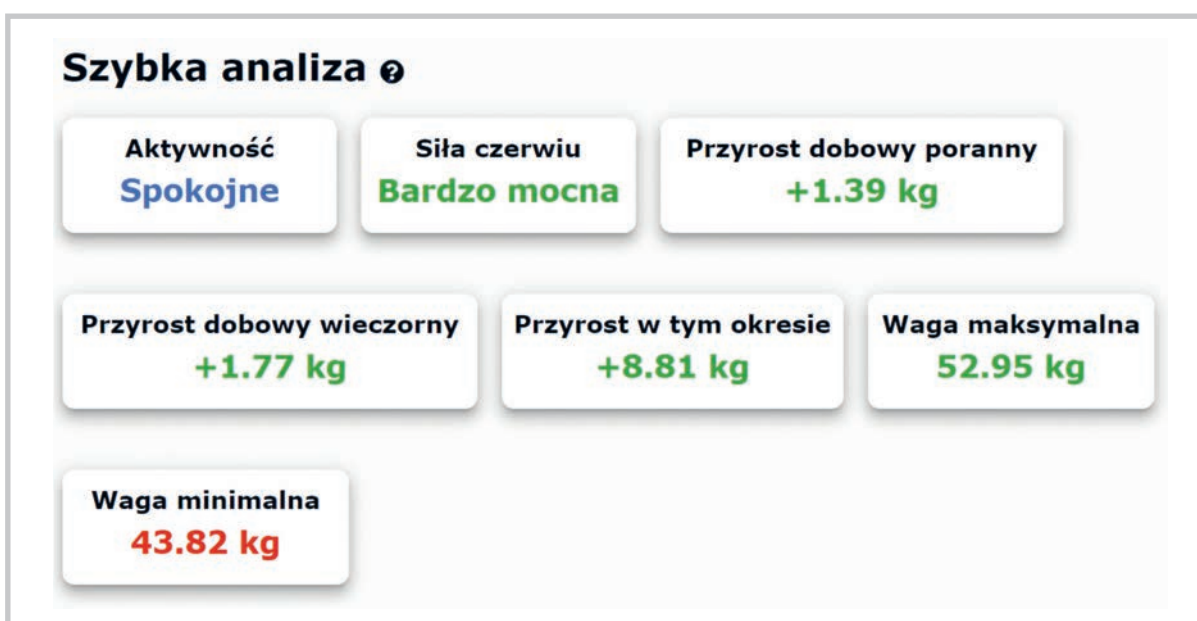 Szybka analiza ?
Aktywność
Spokojne
Siła czerwiu
Bardzo mocna
Przyrost dobowy poranny
+1.39 kg
Przyrost dobowy wieczorny
+1.77 kg
Przyrost w tym okresie
+8.81 kg
Waga maksymalna
52.95 kg
Waga minimalna
43.82 kg